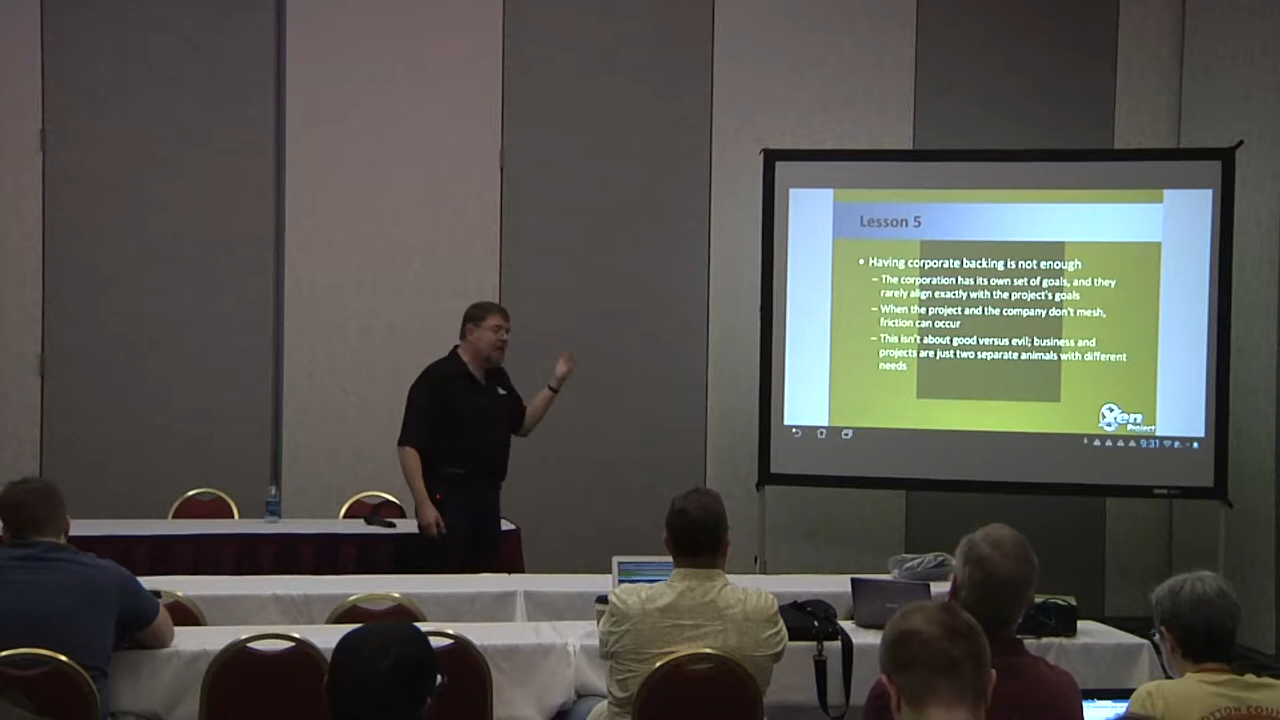 Lesson 5
• Having corporate backing is not enough
– The corporation has its own set of goals, and they
rarely align exactly with the project's goals
– When the project and the company don't mesh,
friction can occur
– This isn't about good versus evil; business and
projects are just two separate animals with different
needs
Xen
Project
9:31